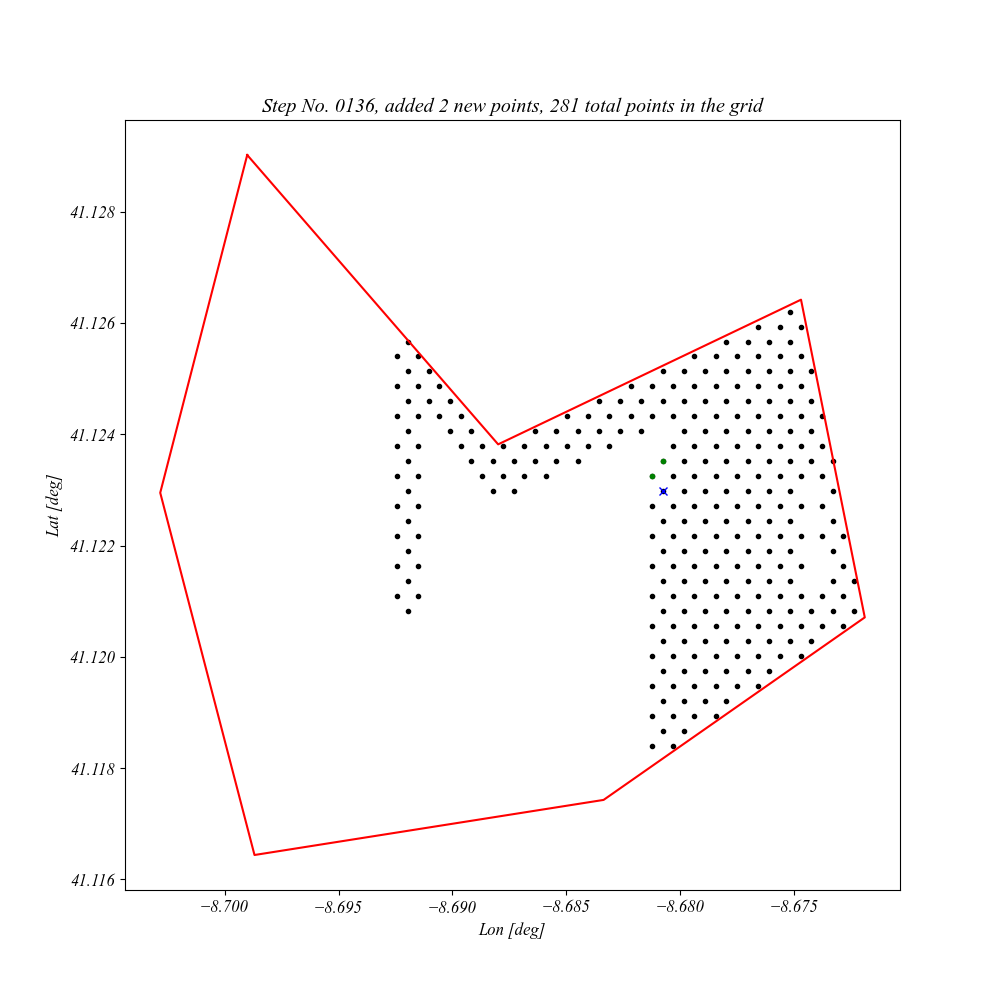 Step No. 0136, added 2 new points, 281 total points in the grid
41.128
41.126
41.124
41.122
41.120
41.118
41.116
Lat [deg]
−8.700 −8.695 −8.690 −8.685 −8.680 −8.675
Lon [deg]